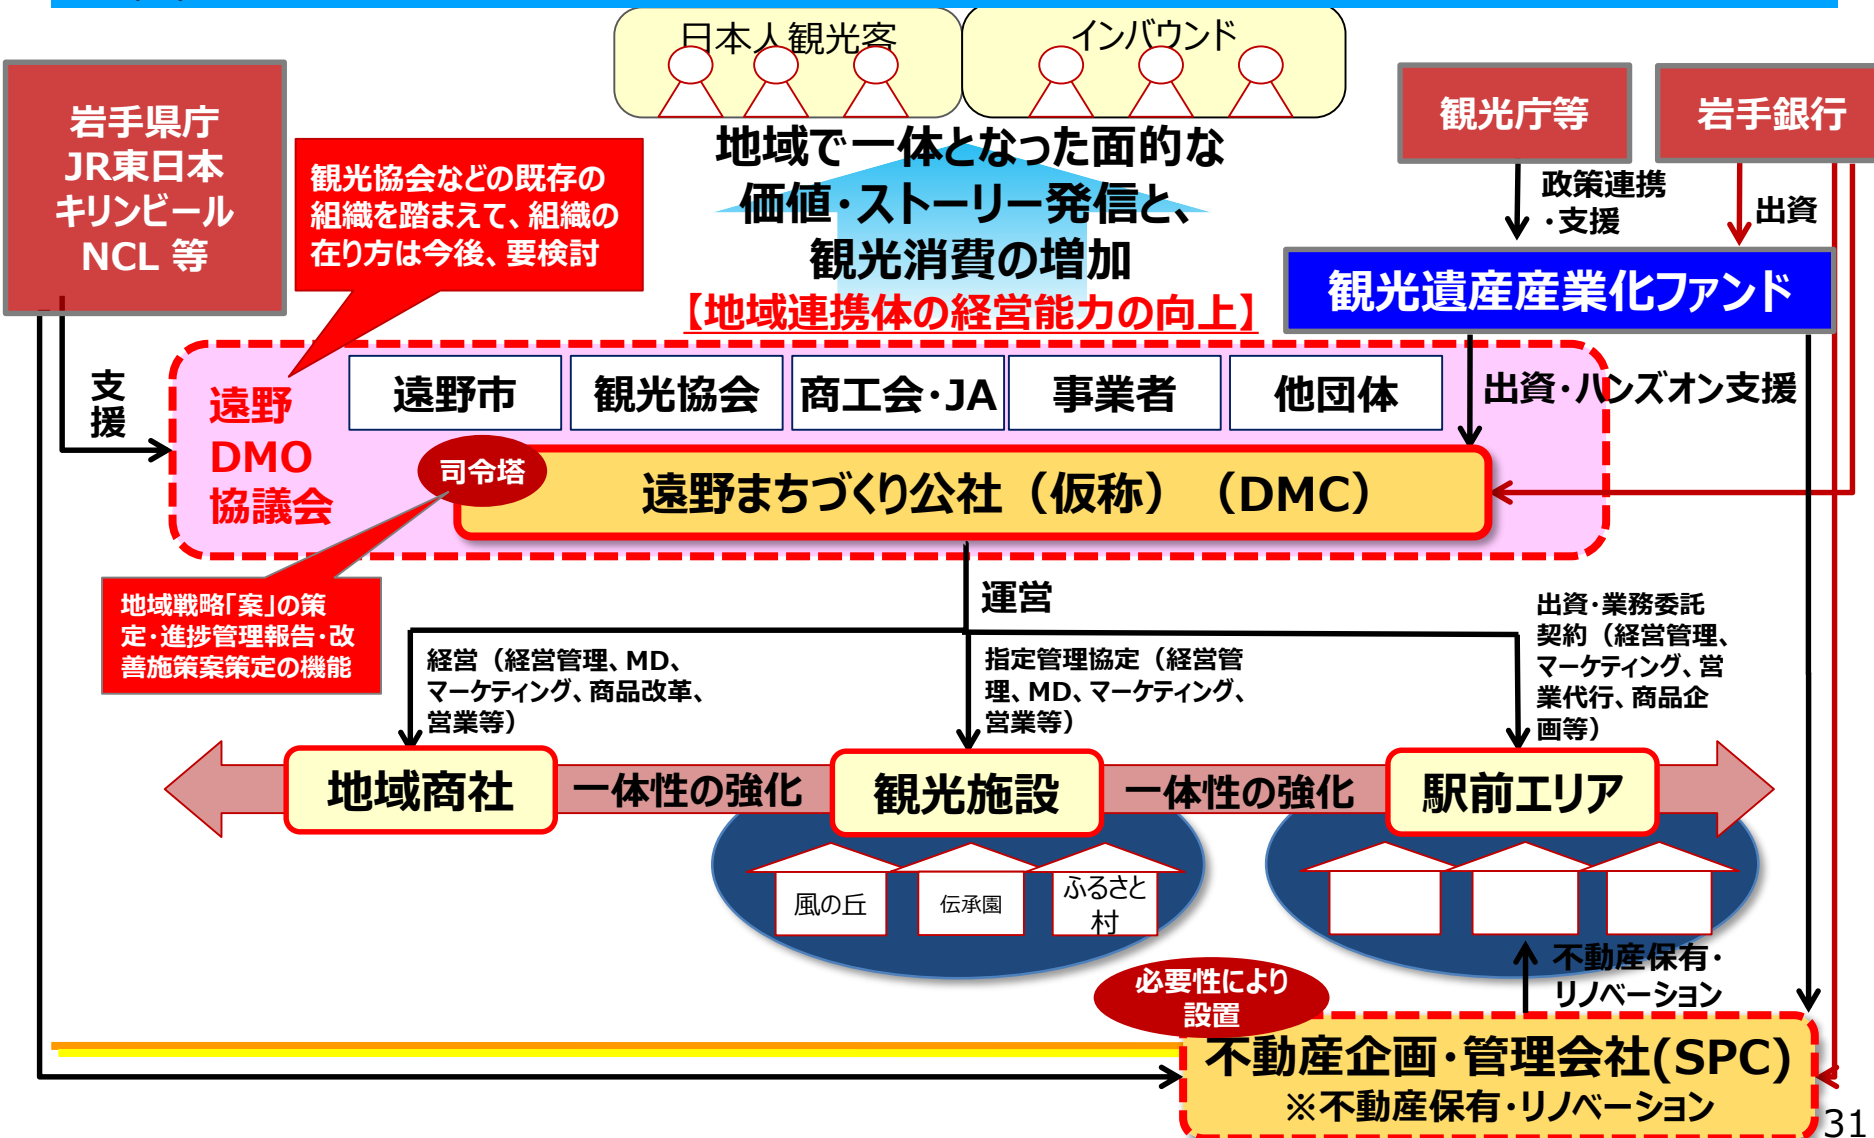 日本人観光客
インバウンド
岩手県庁
JR東日本
キリンビール
NCL 等
観光協会などの既存の
組織を踏まえて、組織の
在り方は今後、要検討
地域で一体となった面的な
価値・ストーリー発信と、
観光消費の増加
【地域連携体の経営能力の向上】
観光庁等
岩手銀行
政策連携
・支援
出資
観光遺産産業化ファンド
支
援
遠野
DMO
協議会
遠野市
観光協会
商工会・JA
事業者
他団体
出資・ハンズオン支援
司令塔
遠野まちづくり公社（仮称）（DMC）
地域戦略「案」の策
定・進捗管理報告・改
善施策案策定の機能
運営
経営（経営管理、MD、
マーケティング、商品改革、
営業等）
指定管理協定（経営管
理、MD、マーケティング、
営業等）
出資・業務委託
契約（経営管理、
マーケティング、営
業代行、商品企
画等）
地域商社
一体性の強化
観光施設
一体性の強化
駅前エリア
風の丘
伝承園
ふるさと
村
不動産保有・
リノベーション
必要性により
設置
不動産企画・管理会社(SPC)
※不動産保有・リノベーション
31